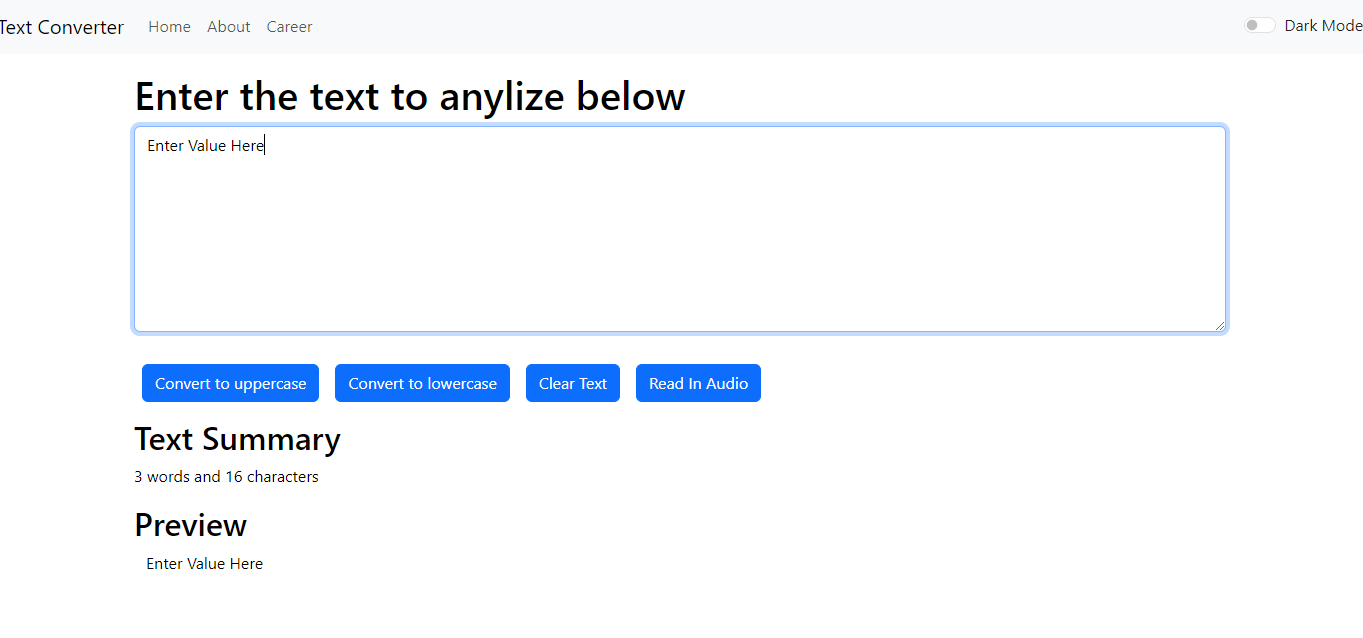 Text Converter Home About Career Dark Mode
Enter the text to anylize below
Enter Value Here
Convert to uppercase Convert to lowercase Clear Text Read In Audio
Text Summary
3 words and 16 characters
Preview
Enter Value Here